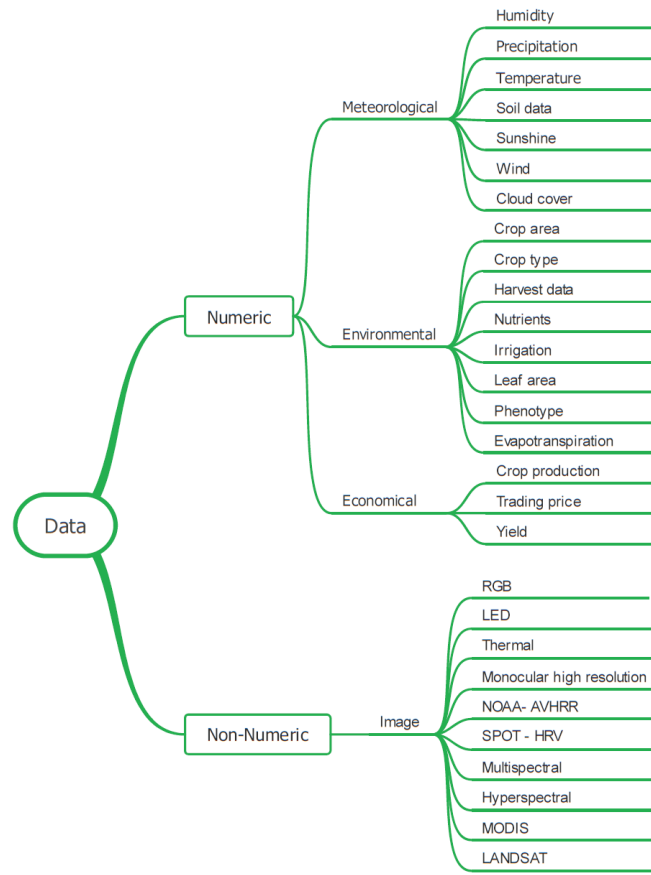 Data
Numeric
Meteorological
Humidity
Precipitation
Temperature
Soil data
Sunshine
Wind
Cloud cover
Environmental
Crop area
Crop type
Harvest data
Nutrients
Irrigation
Leaf area
Phenotype
Evapotranspiration
Economical
Crop production
Trading price
Yield
Non-Numeric
Image
RGB
LED
Thermal
Monocular high resolution
NOAA- AVHRR
SPOT - HRV
Multispectral
Hyperspectral
MODIS
LANDSAT